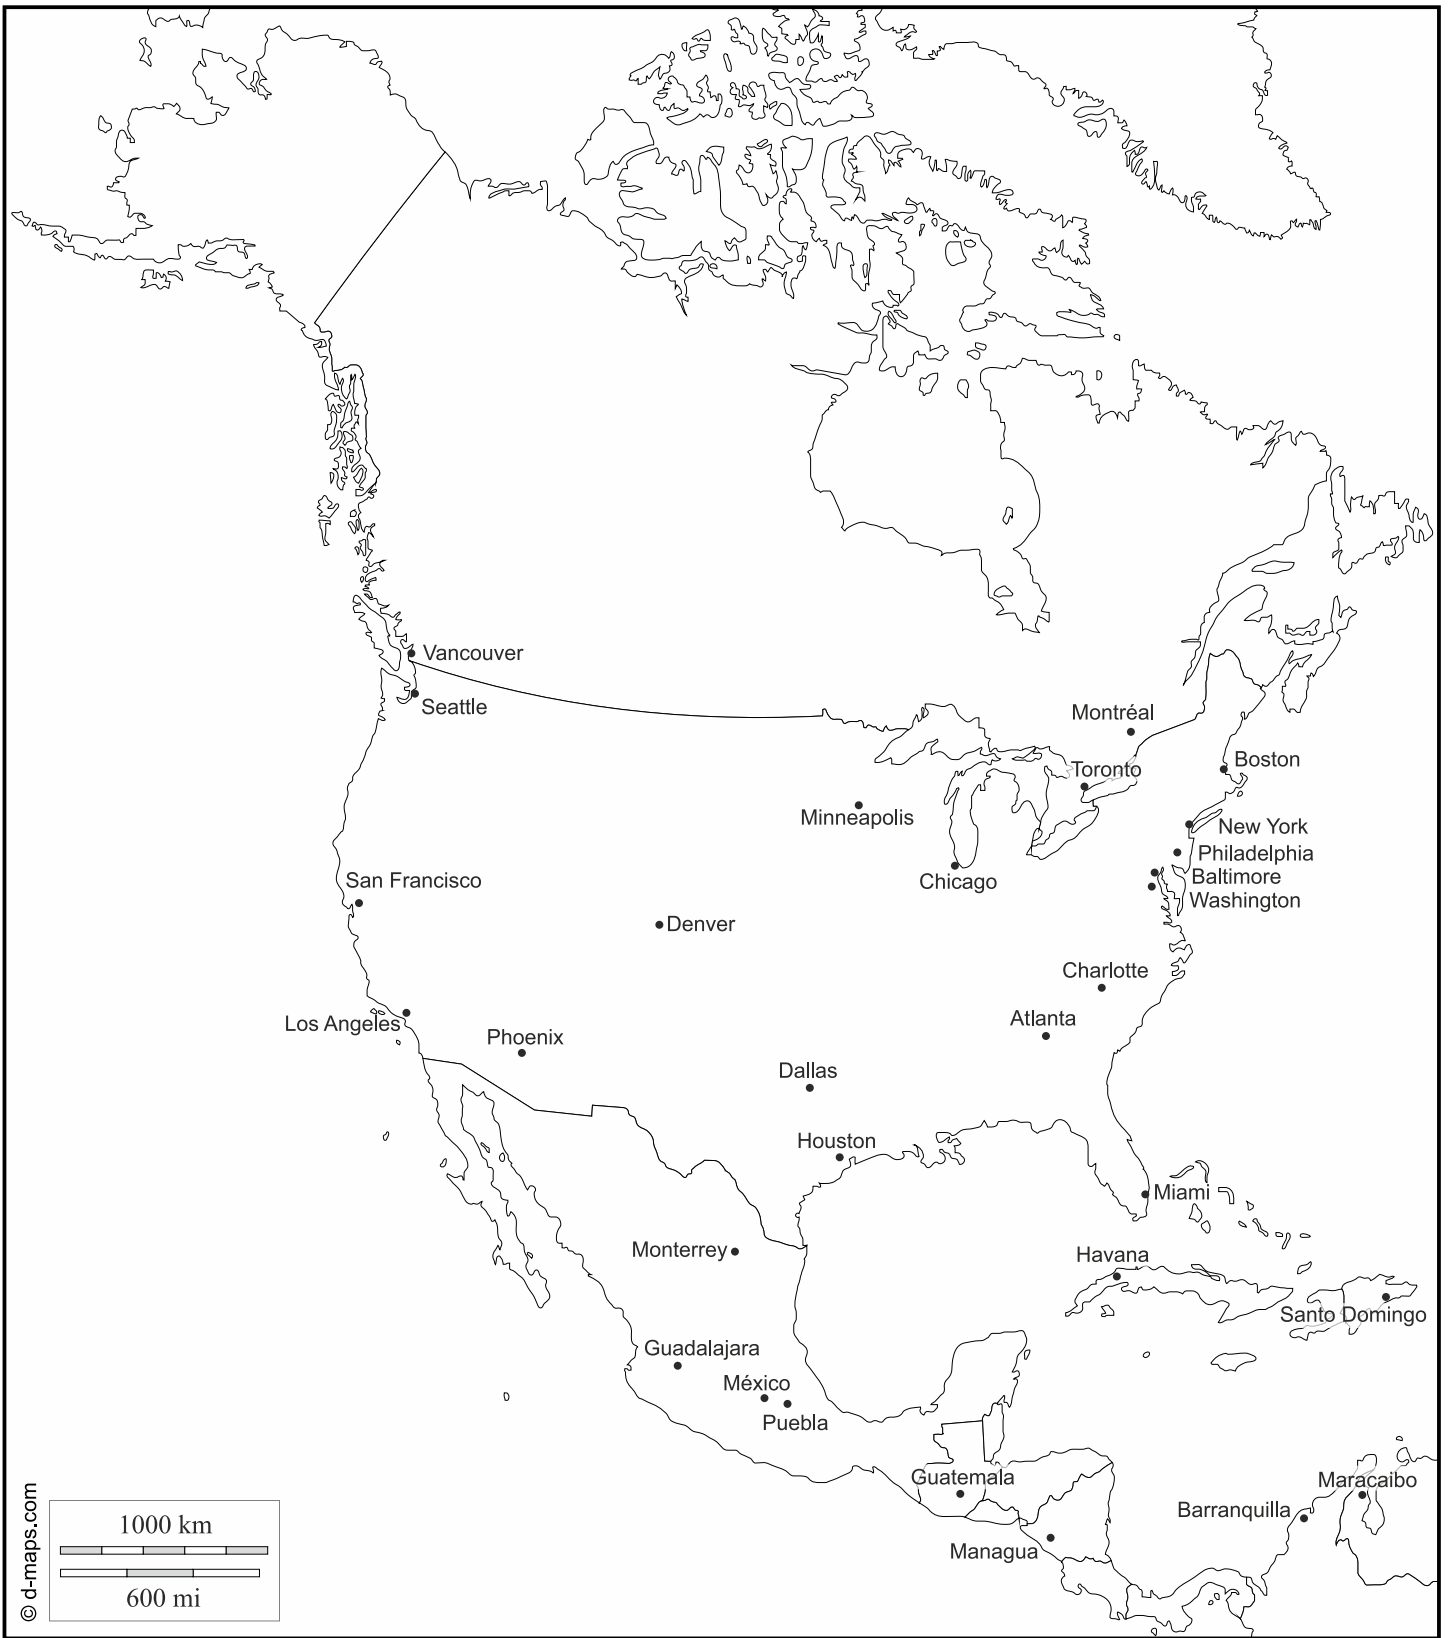 Vancouver
Seattle
Montréal
Boston
Toronto
Minneapolis
New York
Philadelphia
Chicago
Baltimore
San Francisco
Washington
Denver
Charlotte
Los Angeles
Atlanta
Phoenix
Dallas
Houston
Miami
Monterrey
Havana
Santo Domingo
Guadalajara
México
Puebla
Guatemala
Maracaibo
Barranquilla
Managua
1000 km
600 mi
© d-maps.com